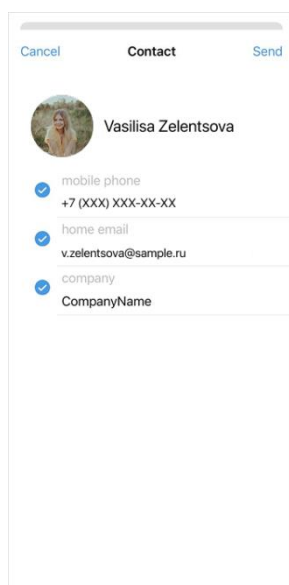 Cancel Contact Send
Vasilisa Zelentsova
mobile phone
+7 (XXX) XXX-XX-XX
home email
v.zelentsova@sample.ru
company
CompanyName